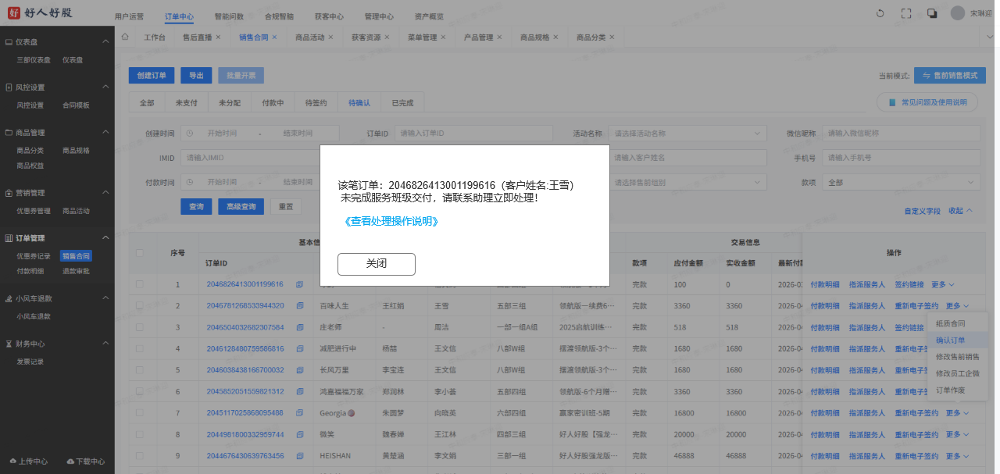 好 好人好股
用户运营 订单中心 智能问数 合规智脑 获客中心 管理中心 资产概览 宋琳迎
工作台 售后直播 × 销售合同 × 商品活动 × 获客资源 × 菜单管理 × 产品管理 × 商品规格 × 商品分类 ×
仪表盘
三部仪表盘 仪表盘
风控设置
风控设置 合同模板
商品管理
商品分类 商品规格
商品权益
营销管理
优惠券管理 商品活动
订单管理
优惠券记录 销售合同
付款明细 退款审批
小风车退款
小风车退款
财务中心
发票记录
上传中心 下载中心
创建订单 导出 批量开票 当前模式: 售前销售模式
全部 未支付 未分配 付款中 待签约 待确认 已完成 常见问题及使用说明
创建时间 开始时间 - 结束时间 订单ID 请输入订单ID 活动名称 请选择活动名称 微信昵称 请输入微信昵称
IMID 请输入IMID 请输入客户姓名 手机号 请输入手机号
付款时间 开始时间 - 结束时间 请选择售前组别 款项 全部
查询 高级查询 重置 自定义字段 收起
该笔订单：2046826413001199616（客户姓名:王雪）
未完成服务班级交付，请联系助理立即处理！
《查看处理操作说明》
关闭
序号 基本信 交易信息 操作
订单ID 款项 应付金额 实收金额 最新付款
1 2046826413001199616 完款 100 0 2026-0 付款明细 指派服务人 签约链接 更多
2 2046781268533944320 百味人生 王红娟 王雪 五部三组 领航版一续费6··· 完款 3360 3360 2026-04 付款明细 指派服务人 重新电子签约 更多
3 2046504032682307584 庄老师 - 周洁 一部一组A组 2025启航训练··· 完款 518 518 2026-04 付款明细 指派服务人 签约链接
4 2046128480759586816 减肥进行中 杨喆 王文信 八部W组 摆渡领航版-3个··· 完款 1680 1680 2026-04 付款明细 指派服务人 重新电子签
5 2046038438166700032 长风万里 李宝连 王文信 八部W组 摆渡领航版-3个··· 完款 1680 1680 2026-04 付款明细 指派服务人 重新电子签
6 2045852051559821312 鸿嘉福福万家 郑润林 李小荟 五部四组 领航版-6个月赠··· 完款 3360 3360 2026-04 付款明细 指派服务人 重新电子签
7 2045117025868095488 Georgia 朱圆梦 向晓英 六部四组 赢家密训班-5期 完款 16800 16800 2026-04 付款明细 指派服务人 重新电子签约 更多
8 2044981800332959744 微笑 魏春婵 王江林 四部三组 好人好股【强龙··· 完款 20000 20000 2026-04 付款明细 指派服务人 重新电子签约 更多
9 2044676430639763456 HEISHAN 黄楚涵 李文娟 三部一组 好人好股强龙版··· 完款 46888 46888 2026-04 付款明细 指派服务人 重新电子签约 更多
纸质合同
确认订单
修改售前销售
修改员工企微
订单作废